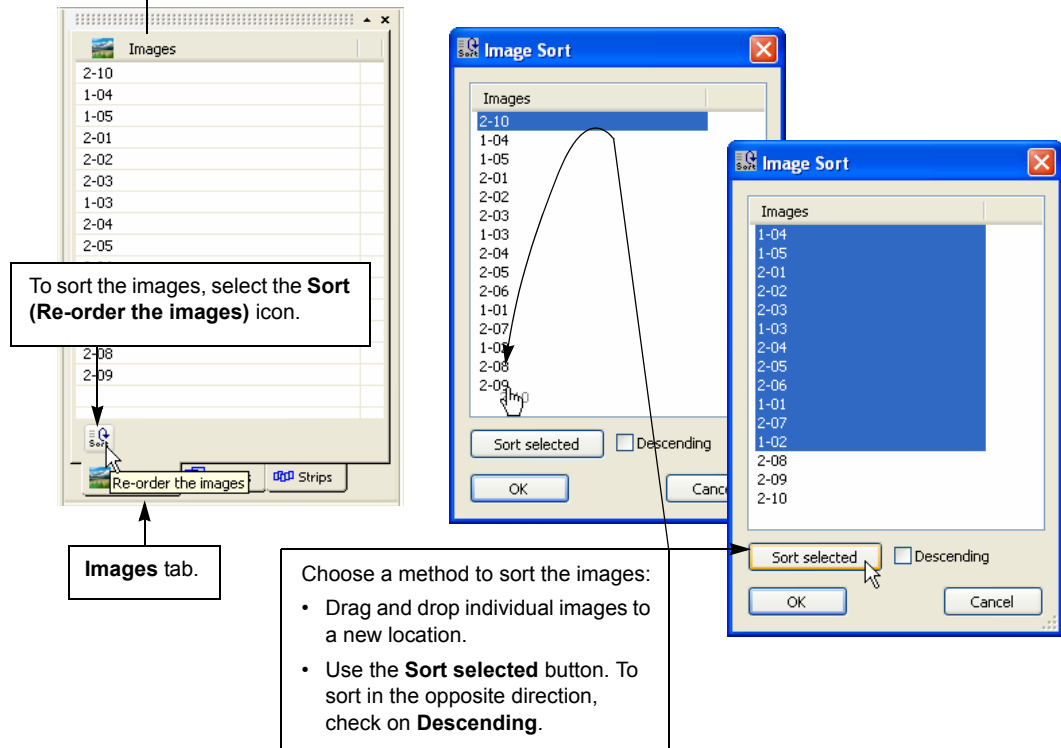 Images
2-10
1-04
1-05
2-01
2-02
2-03
1-03
2-04
2-05
2-08
2-09
Sort
Re-order the images
Strips
To sort the images, select the Sort
(Re-order the images) icon.
Images tab.
Sort
Image Sort
Images
2-10
1-04
1-05
2-01
2-02
2-03
1-03
2-04
2-05
2-06
1-01
2-07
1-02
2-08
2-09
Sort selected
Descending
OK
Sort
Image Sort
Images
1-04
1-05
2-01
2-02
2-03
1-03
2-04
2-05
2-06
1-01
2-07
1-02
2-08
2-09
2-10
Sort selected
Descending
OK
Cancel
Choose a method to sort the images:
• Drag and drop individual images to
a new location.
• Use the Sort selected button. To
sort in the opposite direction,
check on Descending.